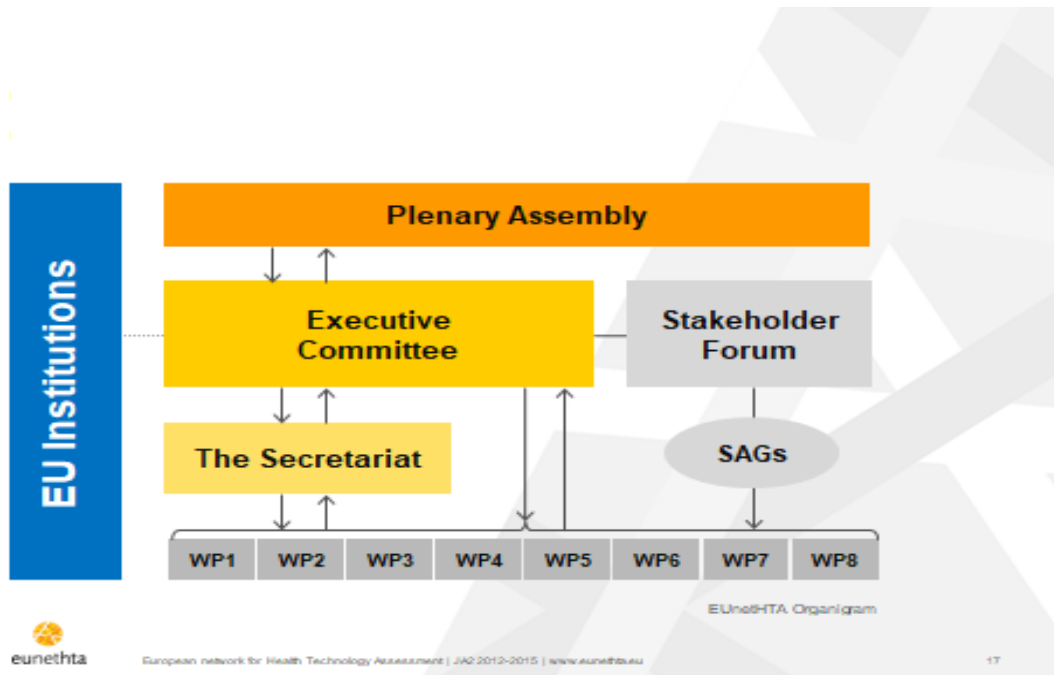 Plenary Assembly
EU Institutions
Executive
Committee
Stakeholder
Forum
The Secretariat
SAGs
WP1 WP2 WP3 WP4 WP5 WP6 WP7 WP8
EUnetHTA Organigram
eunethta
European network for Health Technology Assessment | JA2 2012-2015 | www.eunethta.eu
17